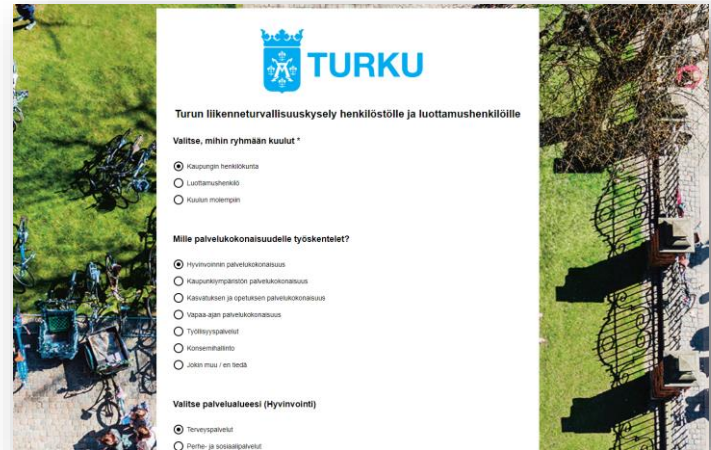 TURKU
Turun liikenneturvallisuuskysely henkilöstölle ja luottamushenkilöille
Valitse, mihin ryhmään kuulut *
Kaupungin henkilökunta
Luottamushenkilö
Kuulun molempiin
Mille palvelukokonaisuudelle työskentelet?
Hyvinvoinnin palvelukokonaisuus
Kaupunkiympäristön palvelukokonaisuus
Kasvatuksen ja opetuksen palvelukokonaisuus
Vapaa-ajan palvelukokonaisuus
Työllisyyspalvelut
Konsernihallinto
Jokin muu / en tiedä
Valitse palvelualueesi (Hyvinvointi)
Terveyspalvelut
Perhe- ja sosiaalipalvelut